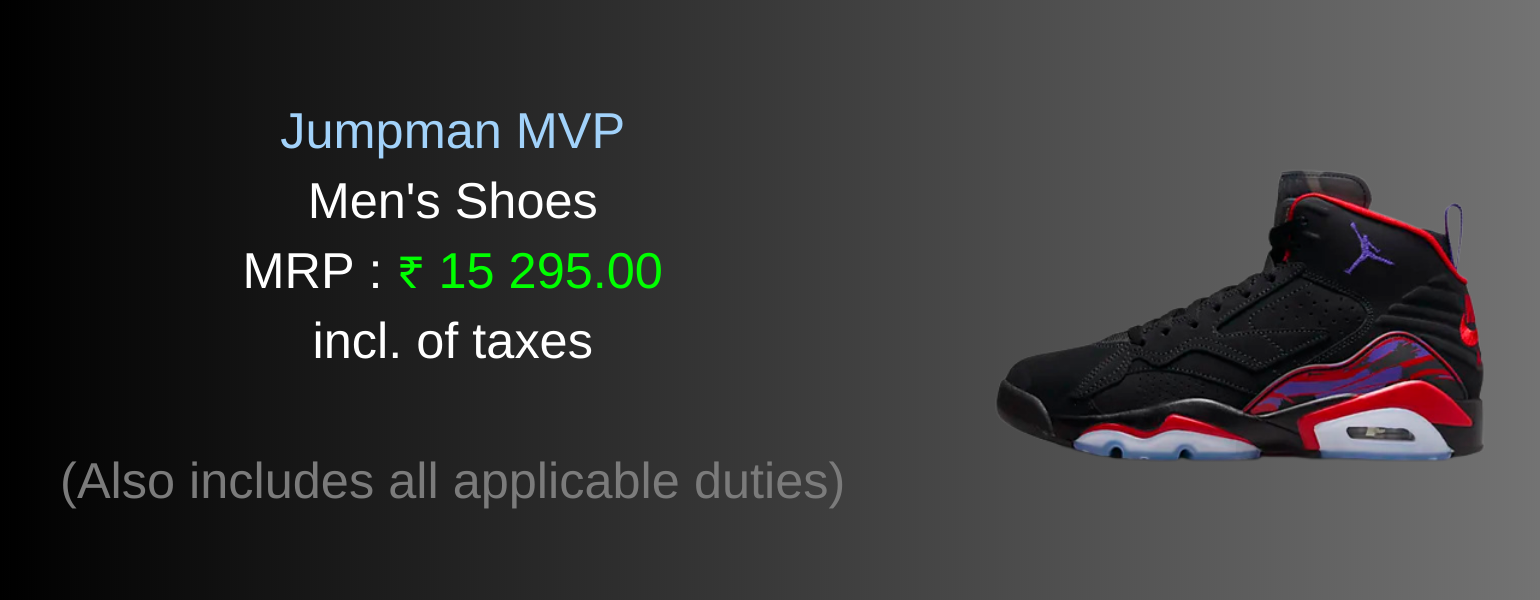 Jumpman MVP
Men's Shoes
MRP : ₹ 15 295.00
incl. of taxes
(Also includes all applicable duties)